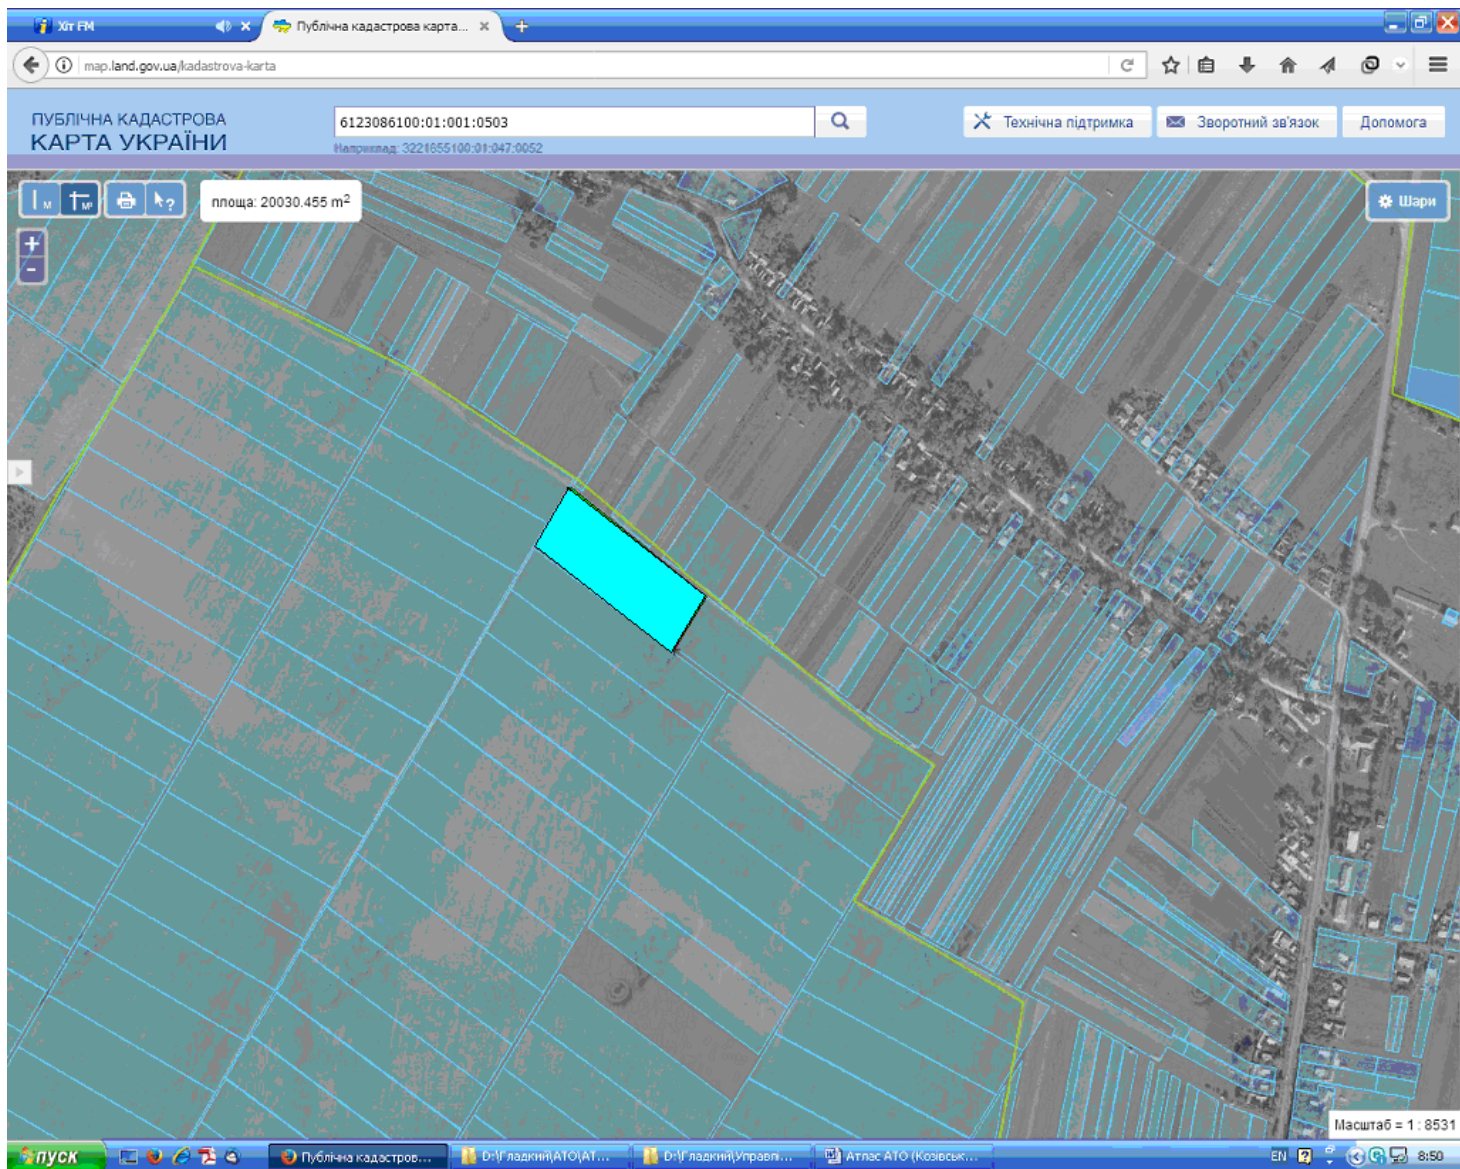 Хіт FM
Публічна кадастрова карта...
map.land.gov.ua/kadastrova-karta
ПУБЛІЧНА КАДАСТРОВА
КАРТА УКРАЇНИ
6123086100:01:001:0503
Наприклад: 3221655100:01:047:0052
Технічна підтримка
Зворотний зв'язок
Допомога
м
м²
площа: 20030.455 m²
Шари
Масштаб = 1 : 8531
пуск
Публічна кадастров...
D:\Гладкий\АТО\АТ...
D:\Гладкий\Управлі...
Атлас АТО (Козівськ...
EN
8:50